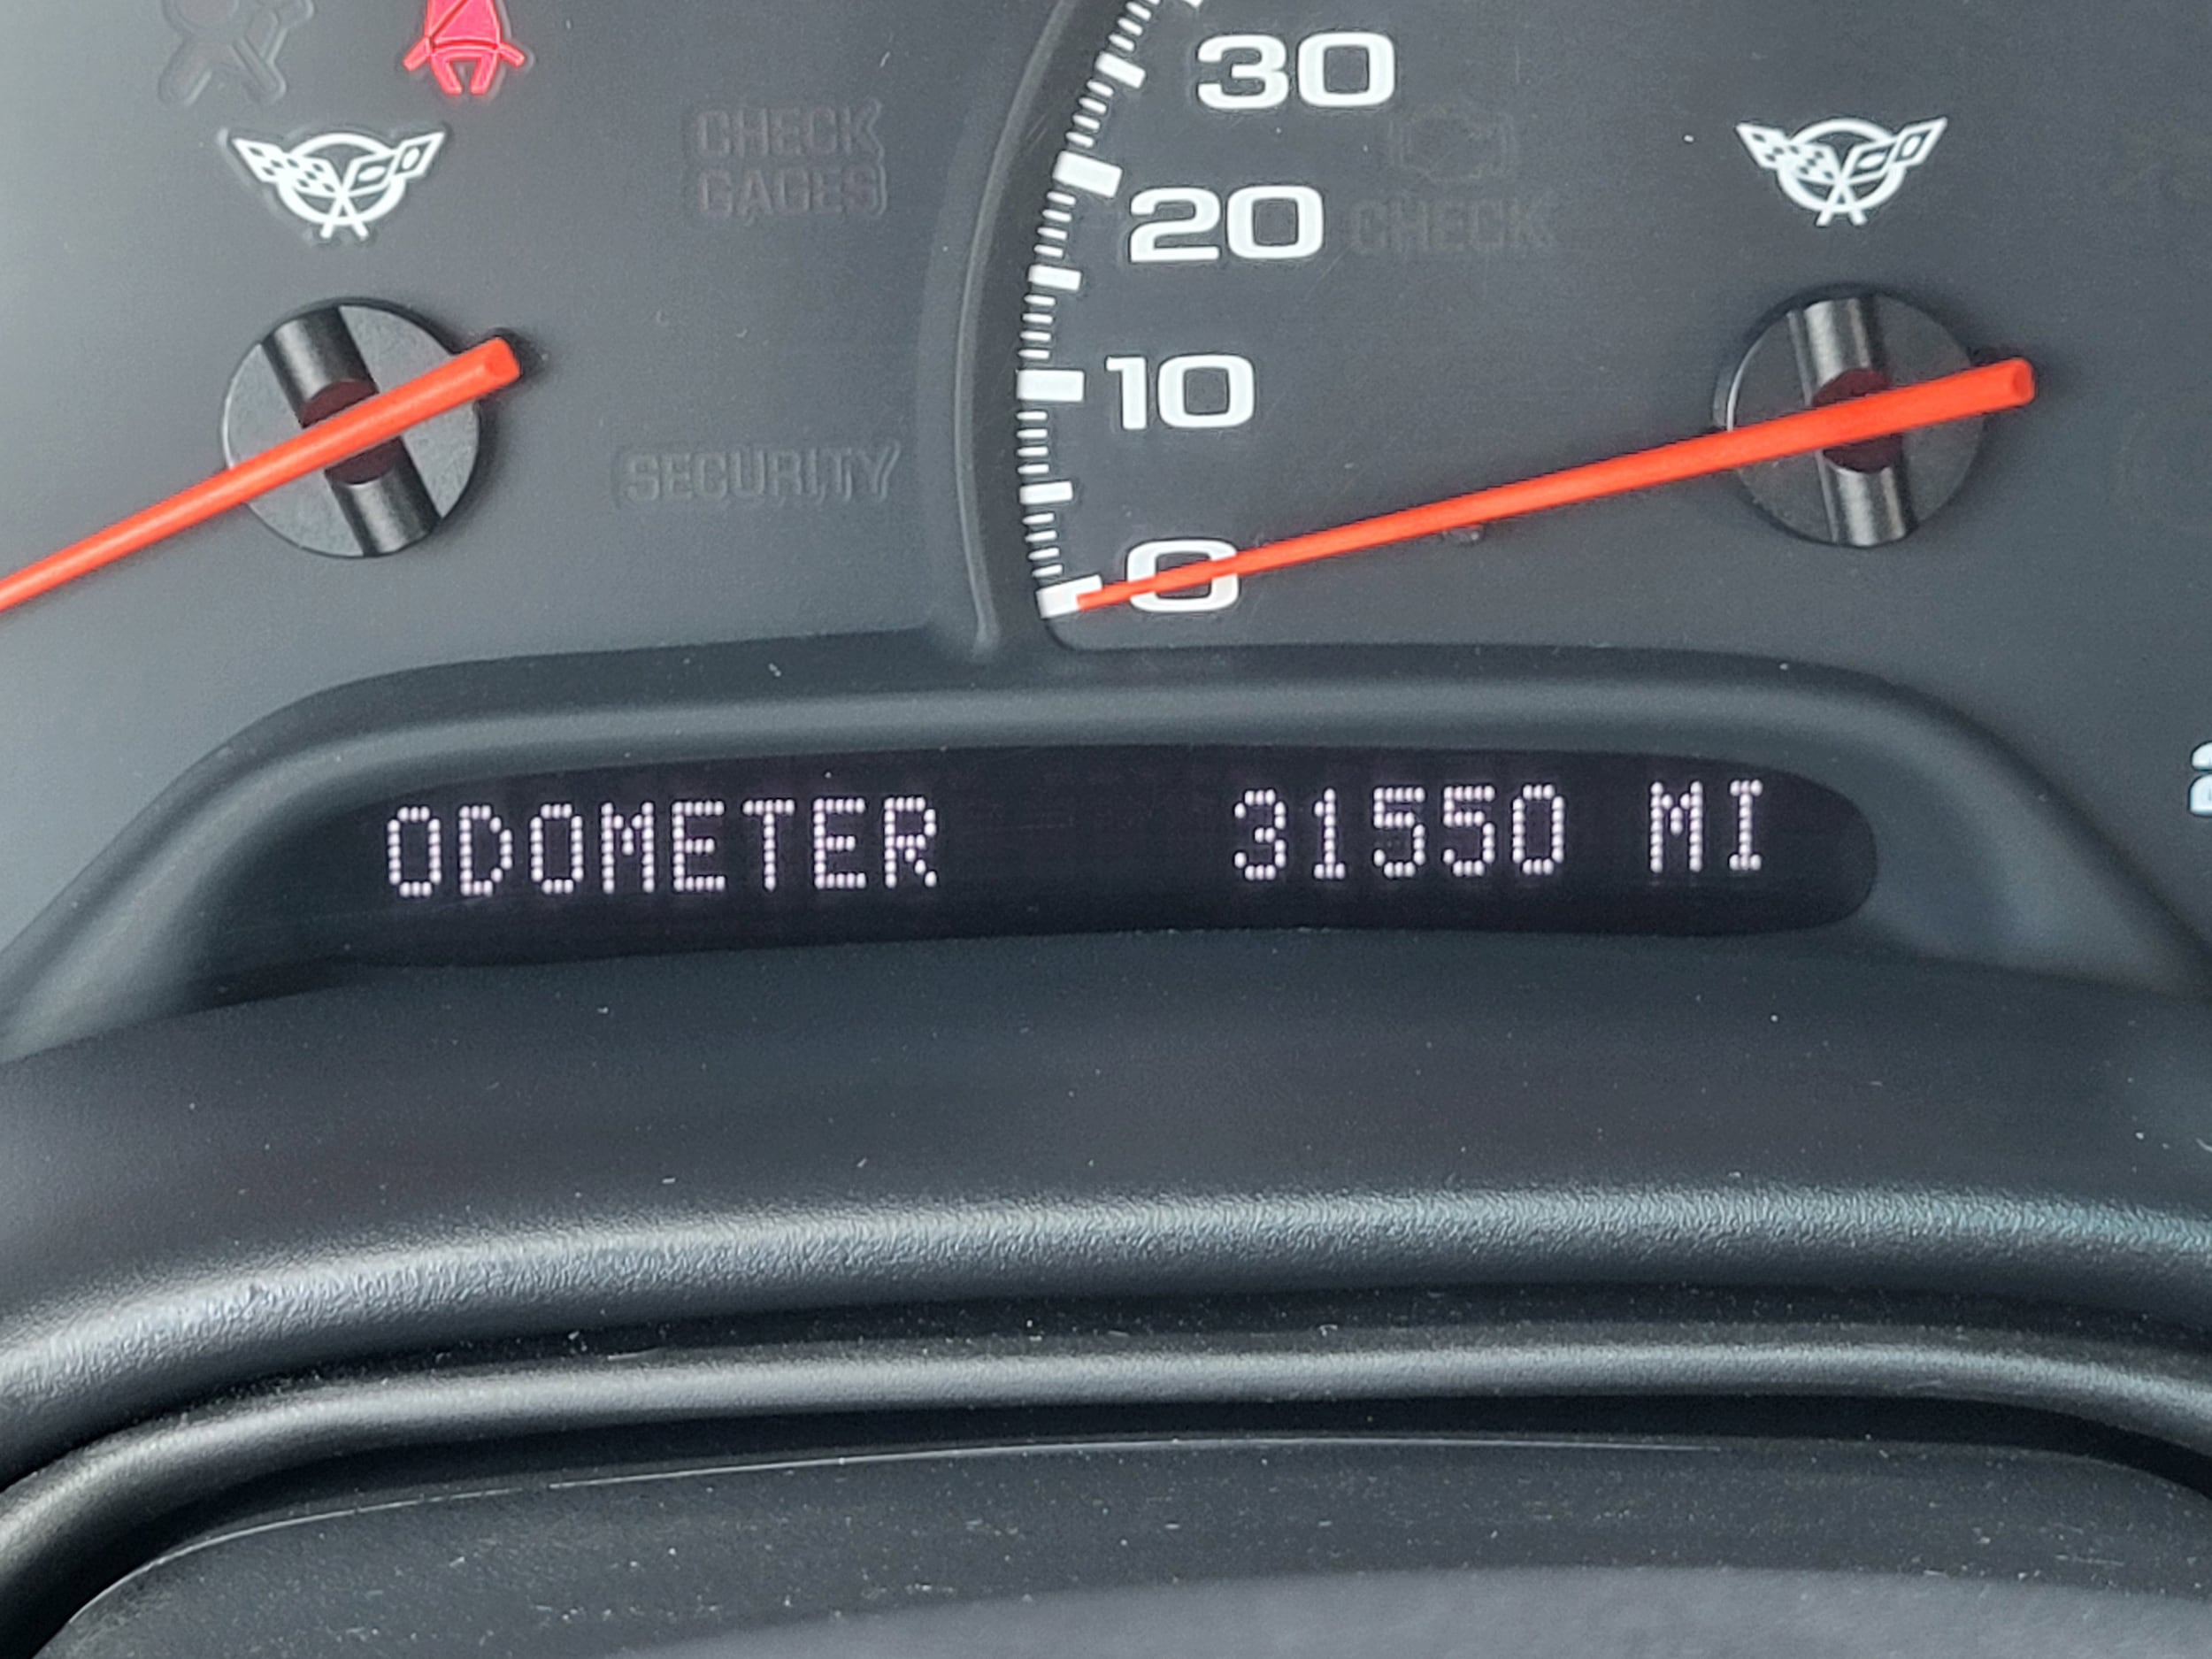 30
CHECK
GAGES
20
CHECK
10
SECURITY
0
ODOMETER 31550 MI